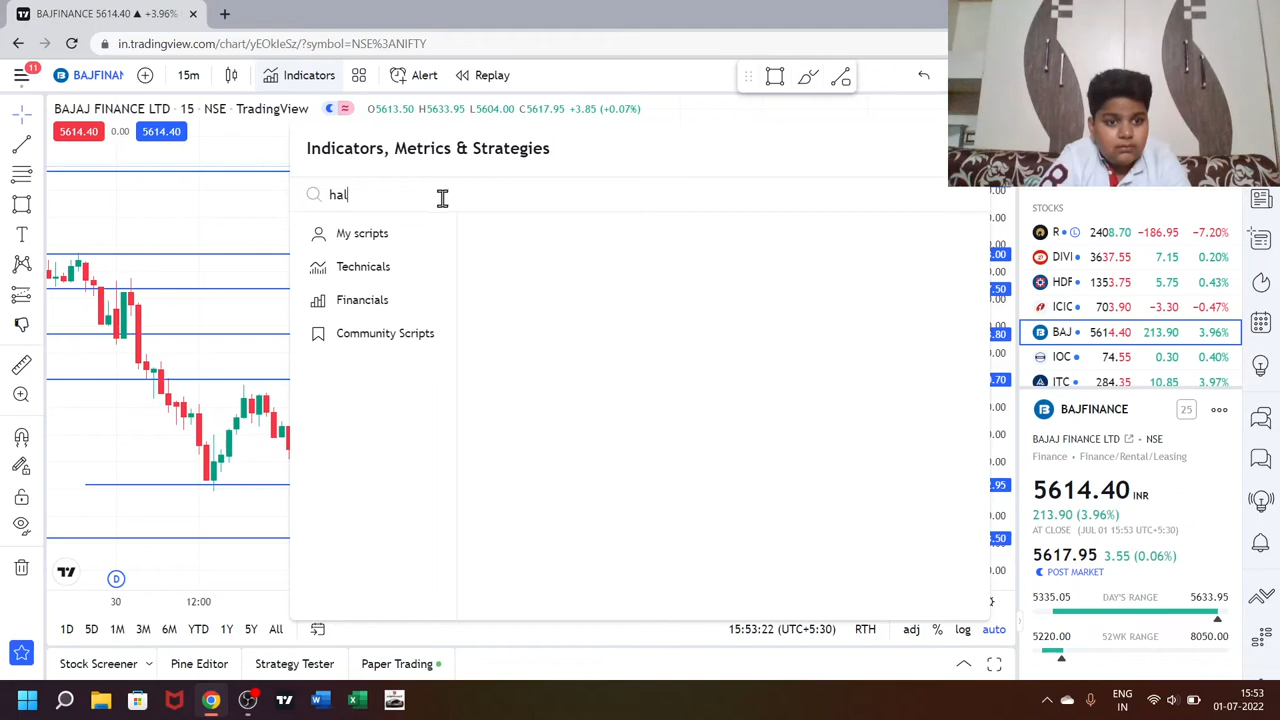 BAJFINANCE 5614.40 ▲ +3.96%
in.tradingview.com/chart/yEOkIeSz/?symbol=NSE%3ANIFTY
11
BAJFINAN
15m
Indicators
Alert
Replay
BAJAJ FINANCE LTD · 15 · NSE · TradingView
O5613.50 H5633.95 L5604.00 C5617.95 +3.85 (+0.07%)
5614.40
0.00
5614.40
Indicators, Metrics & Strategies
hal
My scripts
Technicals
Financials
Community Scripts
STOCKS
R L 2408.70 −186.95 −7.20%
DIVI 3637.55 7.15 0.20%
HDF 1353.75 5.75 0.43%
ICIC 703.90 −3.30 −0.47%
BAJ 5614.40 213.90 3.96%
IOC 74.55 0.30 0.40%
ITC 284.35 10.85 3.97%
BAJFINANCE
25
BAJAJ FINANCE LTD • NSE
Finance • Finance/Rental/Leasing
5614.40 INR
213.90 (3.96%)
AT CLOSE (JUL 01 15:53 UTC+5:30)
5617.95 3.55 (0.06%)
POST MARKET
5335.05 DAY'S RANGE 5633.95
5220.00 52WK RANGE 8050.00
D
30
12:00
1D 5D 1M 3M 6M YTD 1Y 5Y All
15:53:22 (UTC+5:30) RTH adj % log auto
Stock Screener
Pine Editor
Strategy Tester
Paper Trading
ENG
IN
15:53
01-07-2022